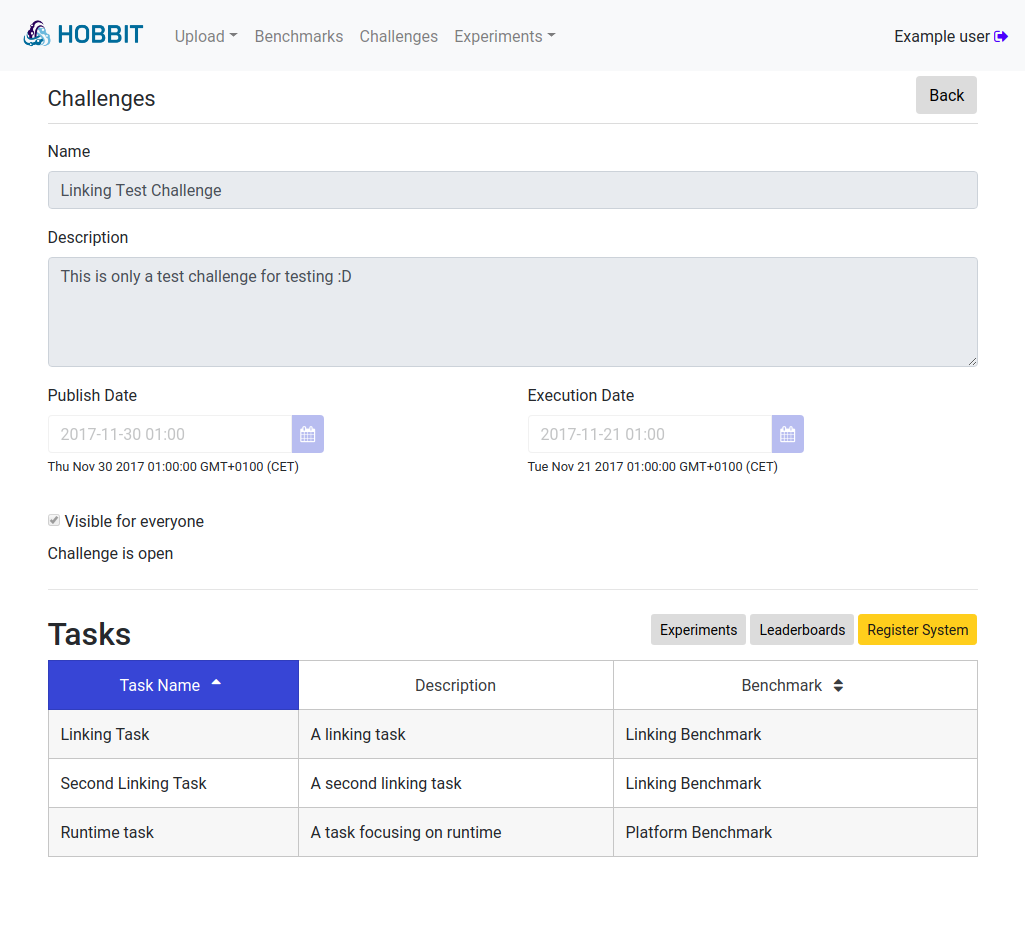 HOBBIT Upload Benchmarks Challenges Experiments Example user
Challenges Back
Name
Linking Test Challenge
Description
This is only a test challenge for testing :D
Publish Date Execution Date
2017-11-30 01:00 2017-11-21 01:00
Thu Nov 30 2017 01:00:00 GMT+0100 (CET) Tue Nov 21 2017 01:00:00 GMT+0100 (CET)
Visible for everyone
Challenge is open
Tasks Experiments Leaderboards Register System
Task Name Description Benchmark
Linking Task A linking task Linking Benchmark
Second Linking Task A second linking task Linking Benchmark
Runtime task A task focusing on runtime Platform Benchmark